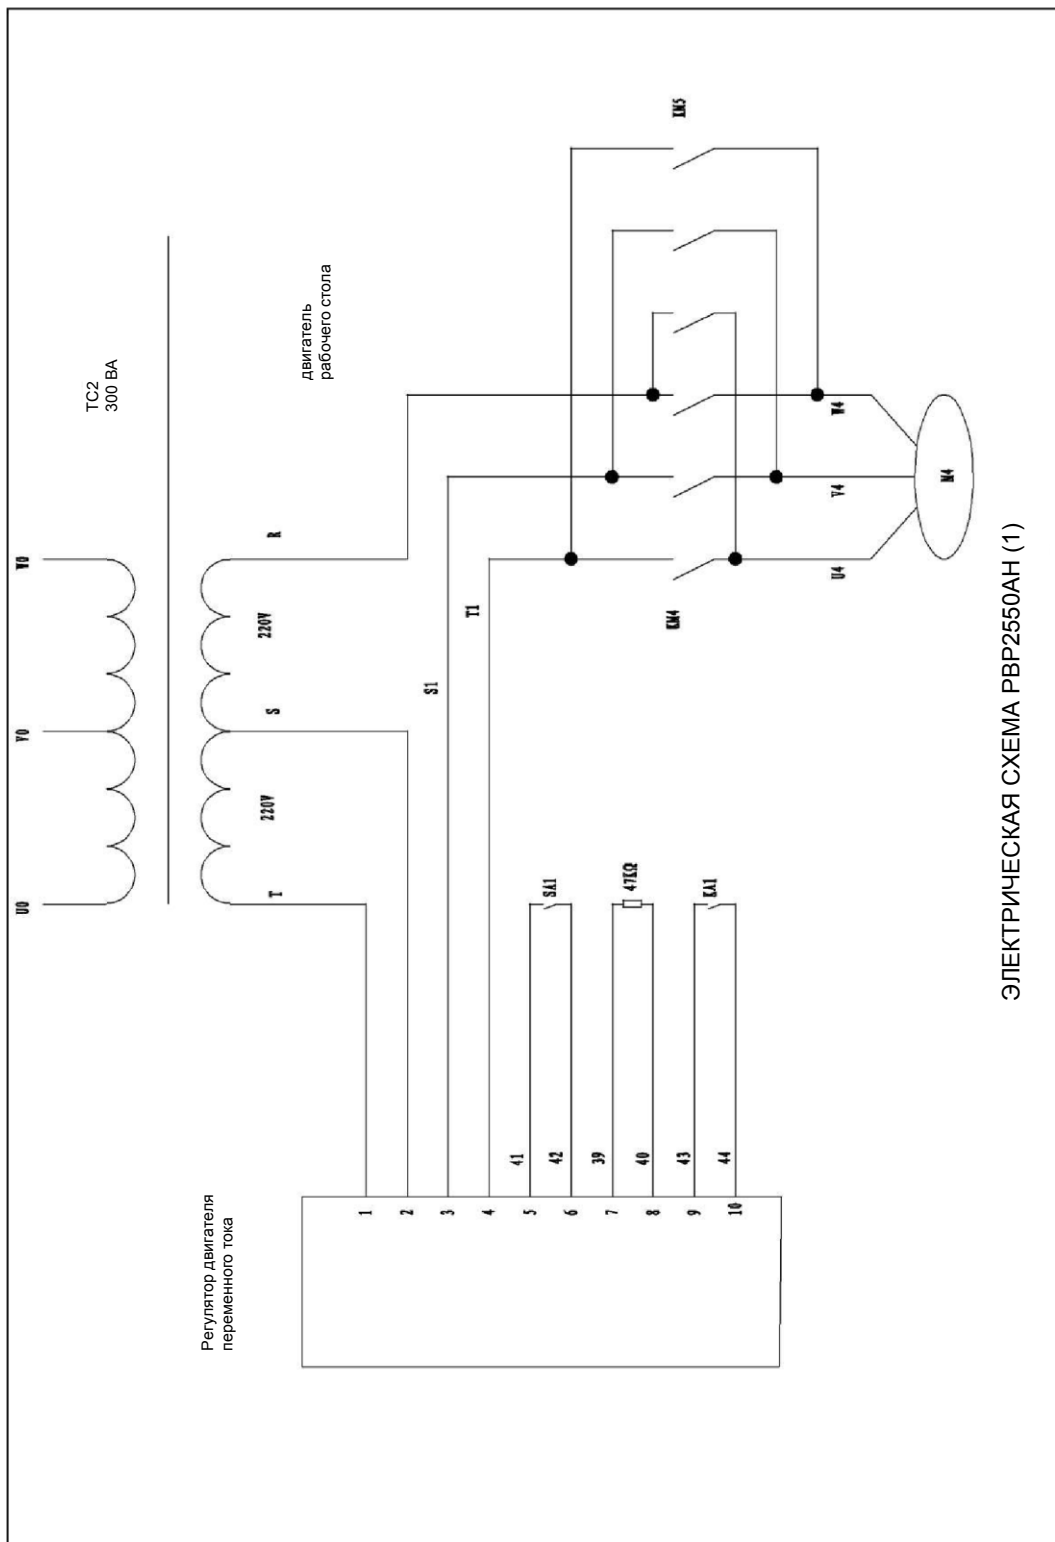 ТС2
300 ВА
двигатель
рабочего стола
Регулятор двигателя
переменного тока
U0
V0
W0
T
220V
S
220V
R
S1
T1
KM5
KM4
U4
V4
W4
M4
1
2
3
4
5
6
7
8
9
10
41
42
39
40
43
44
SA1
47KΩ
KA1
ЭЛЕКТРИЧЕСКАЯ СХЕМА PBP2550AH (1)